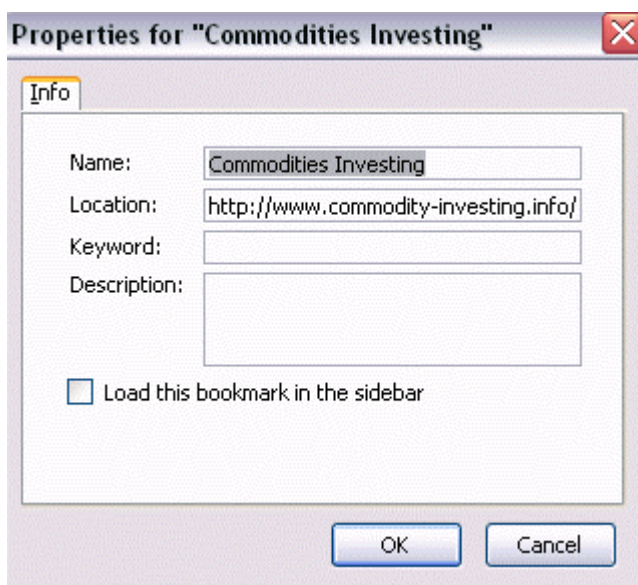 Properties for "Commodities Investing"
Info
Name: Commodities Investing
Location: http://www.commodity-investing.info/
Keyword:
Description:
Load this bookmark in the sidebar
OK Cancel